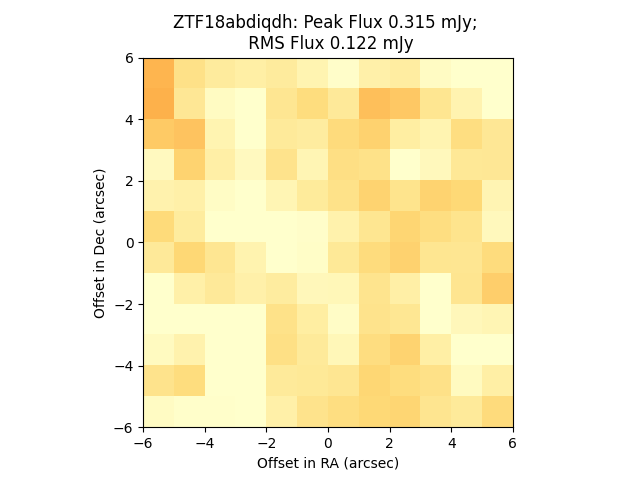 ZTF18abdiqdh: Peak Flux 0.315 mJy;
RMS Flux 0.122 mJy
6
4
2
0
−2
−4
−6
Offset in Dec (arcsec)
−6 −4 −2 0 2 4 6
Offset in RA (arcsec)